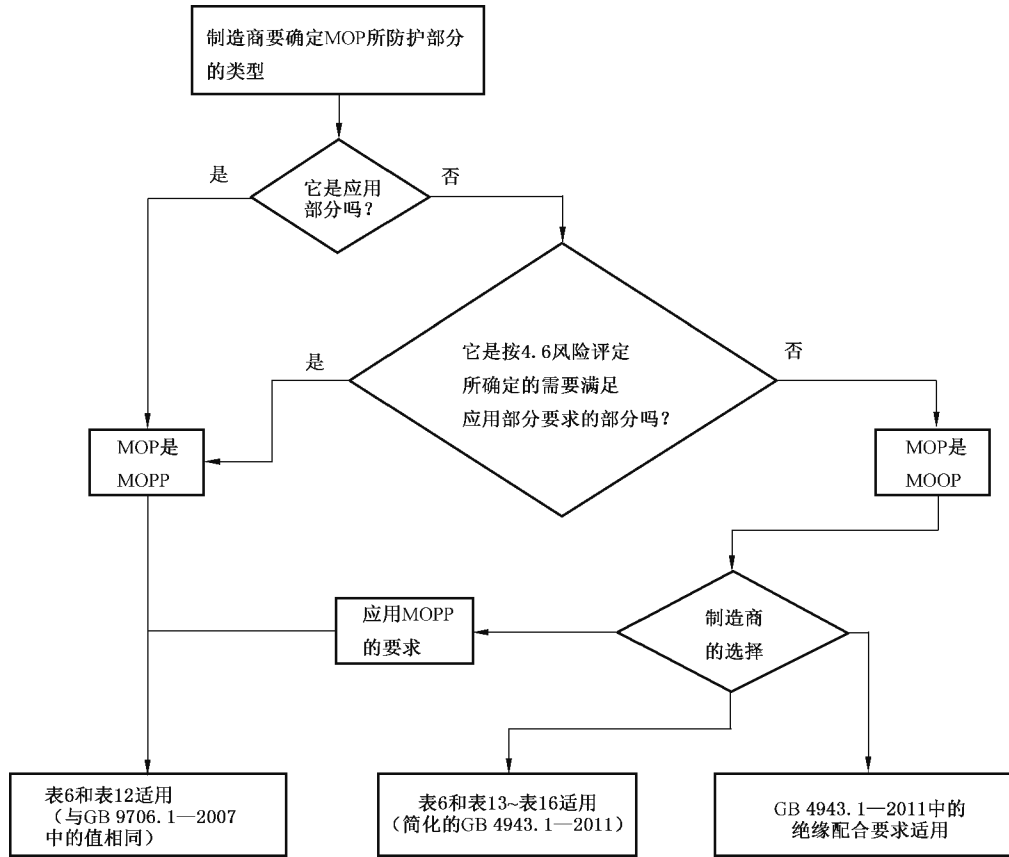 制造商要确定MOP所防护部分
的类型
是
否
它是应用
部分吗？
是
否
它是按4.6风险评定
所确定的需要满足
应用部分要求的部分吗？
MOP是
MOPP
MOP是
MOOP
应用MOPP
的要求
制造商
的选择
表6和表12适用
（与GB 9706.1—2007
中的值相同）
表6和表13~表16适用
（简化的GB 4943.1—2011）
GB 4943.1—2011中的
绝缘配合要求适用